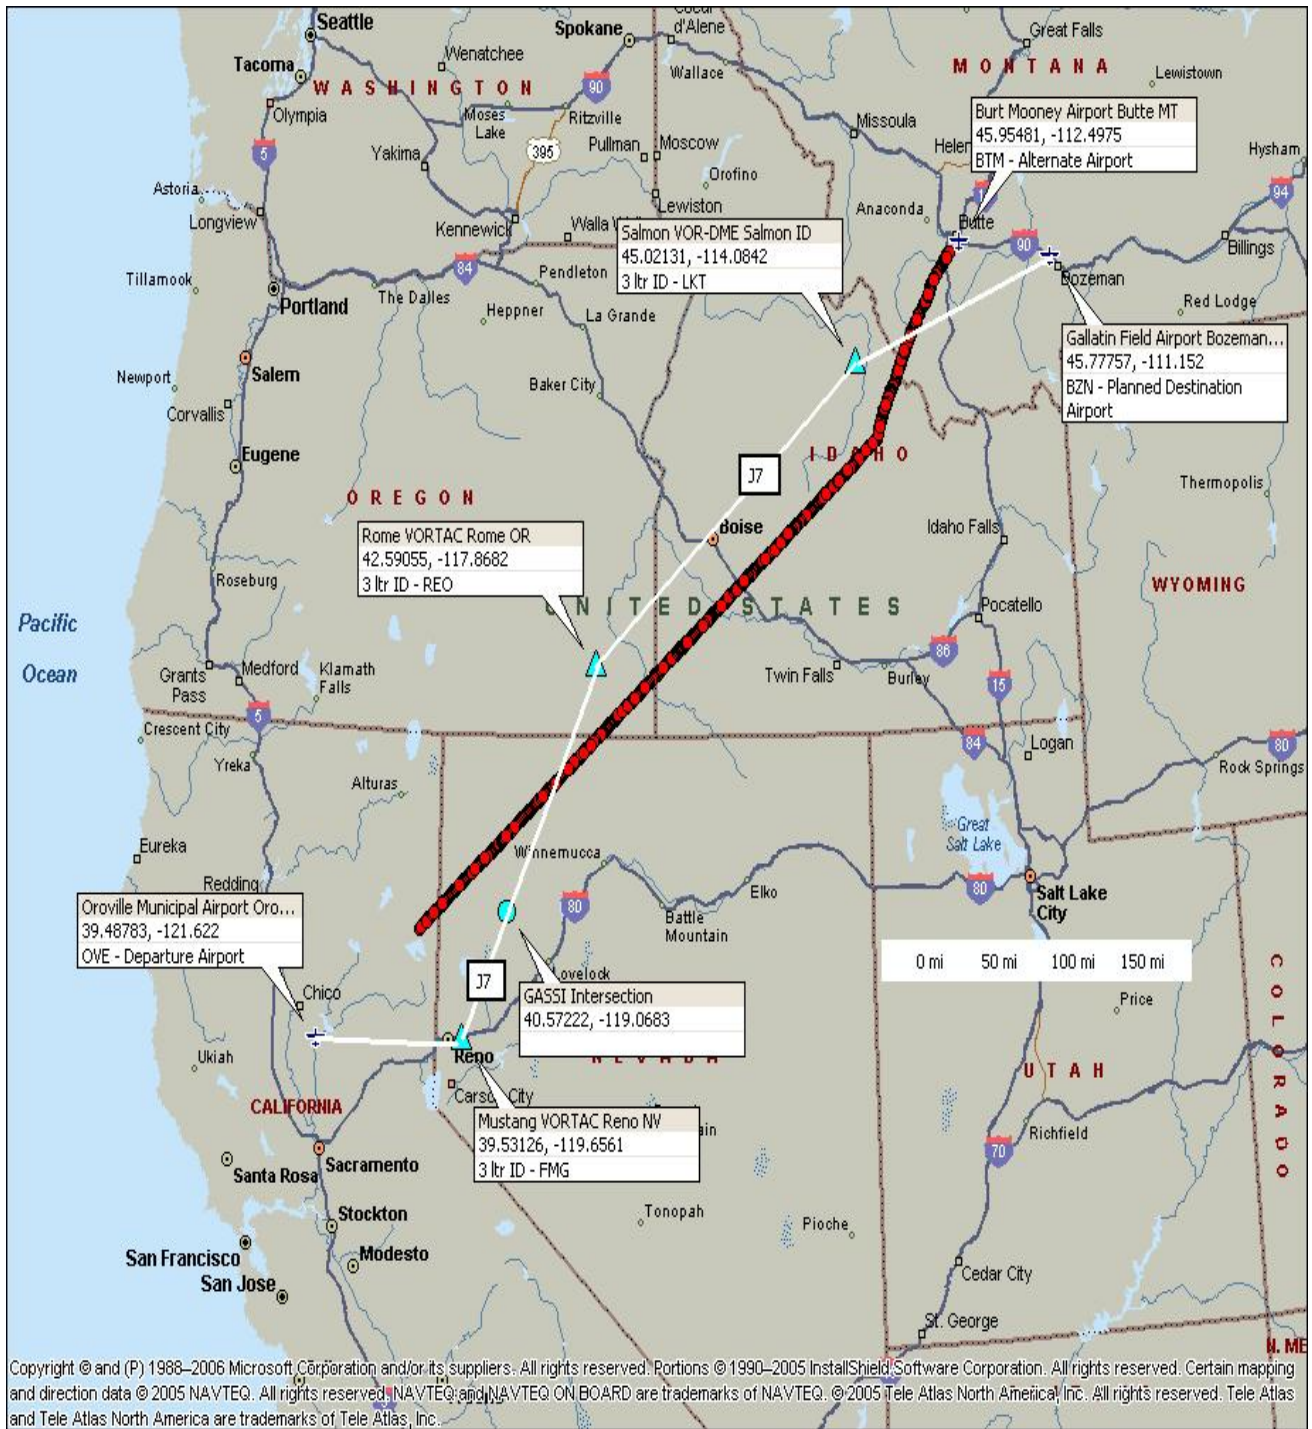 Seattle
Spokane
d'Alene
Great Falls
Tacoma
Wenatchee
Wallace
MONTANA
WASHINGTON
90
Lewistown
Olympia
Moses
Lake
Ritzville
Burt Mooney Airport Butte MT
45.95481, -112.4975
BTM - Alternate Airport
Missoula
5
395
Pullman
Moscow
Yakima
Hysham
Orofino
94
Astoria
Longview
Lewiston
Anaconda
Kennewick
Butte
Salmon VOR-DME Salmon ID
45.02131, -114.0842
3 ltr ID - LKT
90
Billings
84
Pendleton
Bozeman
Tillamook
The Dalles
Portland
Heppner
La Grande
Red Lodge
Gallatin Field Airport Bozeman...
45.77757, -111.152
BZN - Planned Destination
Airport
Salem
Newport
Baker City
Corvallis
Eugene
IDAHO
J7
Thermopolis
OREGON
Boise
Idaho Falls
Rome VORTAC Rome OR
42.59055, -117.8682
3 ltr ID - REO
Roseburg
WYOMING
UNITED STATES
Pocatello
Pacific
Ocean
86
Grants
Pass
Medford
Klamath
Falls
Twin Falls
Burley
15
5
Crescent City
84
Logan
80
Yreka
Rock Springs
Alturas
Great
Salt Lake
Eureka
Winnemucca
Redding
Elko
80
Salt Lake
City
Oroville Municipal Airport Oro...
39.48783, -121.622
OVE - Departure Airport
80
Battle
Mountain
0 mi 50 mi 100 mi 150 mi
COLORADO
J7
Lovelock
Chico
GASSI Intersection
40.57222, -119.0683
Price
Reno
NEVADA
Ukiah
UTAH
Carson City
CALIFORNIA
Mustang VORTAC Reno NV
39.53126, -119.6561
3 ltr ID - FMG
Richfield
70
Santa Rosa
Sacramento
Stockton
Tonopah
Pioche
San Francisco
Modesto
San Jose
Cedar City
St. George
N. ME
Copyright © and (P) 1988–2006 Microsoft Corporation and/or its suppliers. All rights reserved. Portions © 1990–2005 InstallShield Software Corporation. All rights reserved. Certain mapping
and direction data © 2005 NAVTEQ. All rights reserved. NAVTEQ and NAVTEQ ON BOARD are trademarks of NAVTEQ. © 2005 Tele Atlas North America, Inc. All rights reserved. Tele Atlas
and Tele Atlas North America are trademarks of Tele Atlas, Inc.